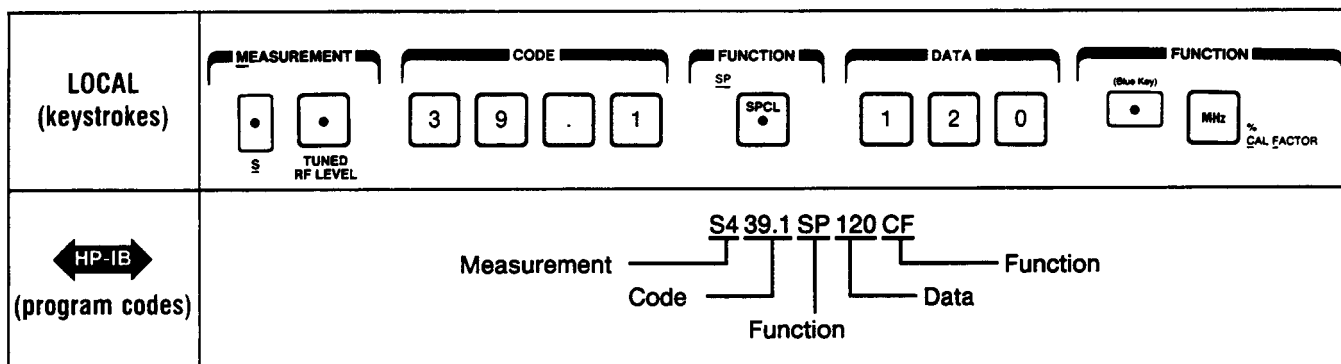 LOCAL
(keystrokes)
MEASUREMENT CODE FUNCTION DATA FUNCTION
SP (Blue Key)
• • 3 9 . 1 SPCL • 1 2 0 • MHz % CAL FACTOR
S TUNED
RF LEVEL
HP-IB
(program codes)
S4 39.1 SP 120 CF
Measurement Function
Code Data
Function